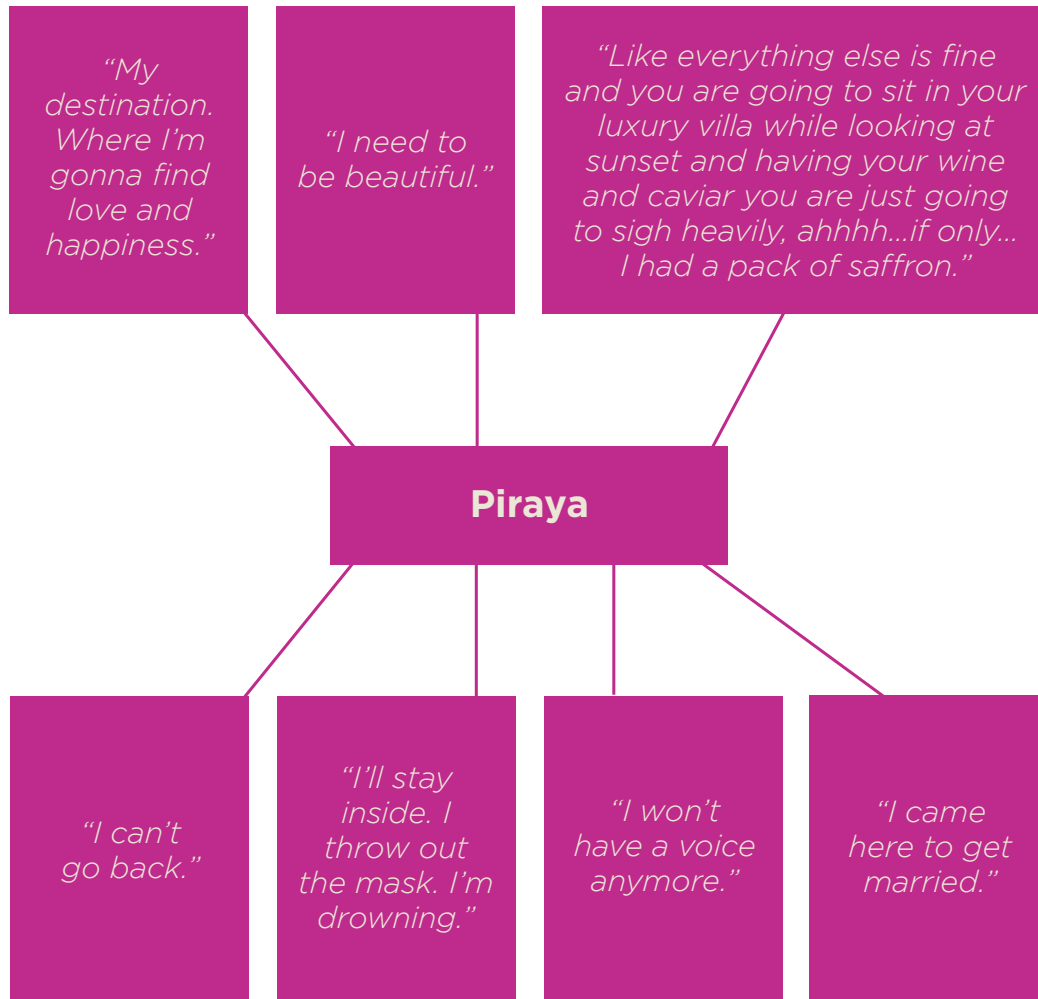 “My
destination.
Where I’m
gonna find
love and
happiness.”
“I need to
be beautiful.”
“Like everything else is fine
and you are going to sit in your
luxury villa while looking at
sunset and having your wine
and caviar you are just going
to sigh heavily, ahhhh...if only...
I had a pack of saffron.”
Piraya
“I can’t
go back.”
“I’ll stay
inside. I
throw out
the mask. I’m
drowning.”
“I won’t
have a voice
anymore.”
“I came
here to get
married.”